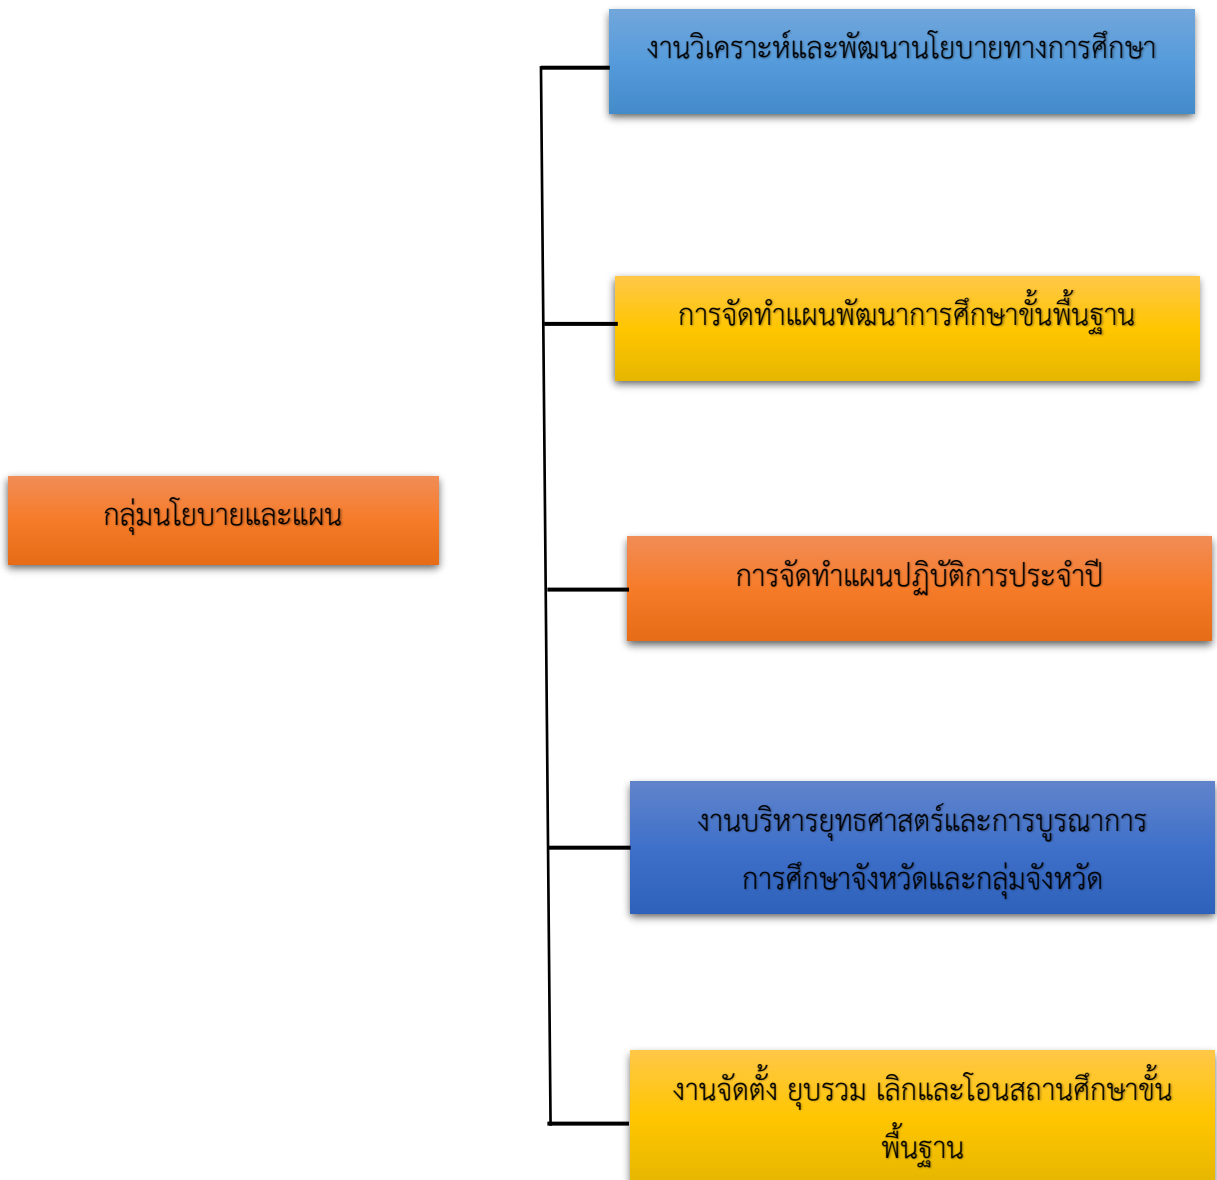 งานวิเคราะห์และพัฒนานโยบายทางการศึกษา
การจัดทำแผนพัฒนาการศึกษาขั้นพื้นฐาน
กลุ่มนโยบายและแผน
การจัดทำแผนปฏิบัติการประจำปี
งานบริหารยุทธศาสตร์และการบูรณาการ
การศึกษาจังหวัดและกลุ่มจังหวัด
งานจัดตั้ง ยุบรวม เลิกและโอนสถานศึกษาขั้น
พื้นฐาน